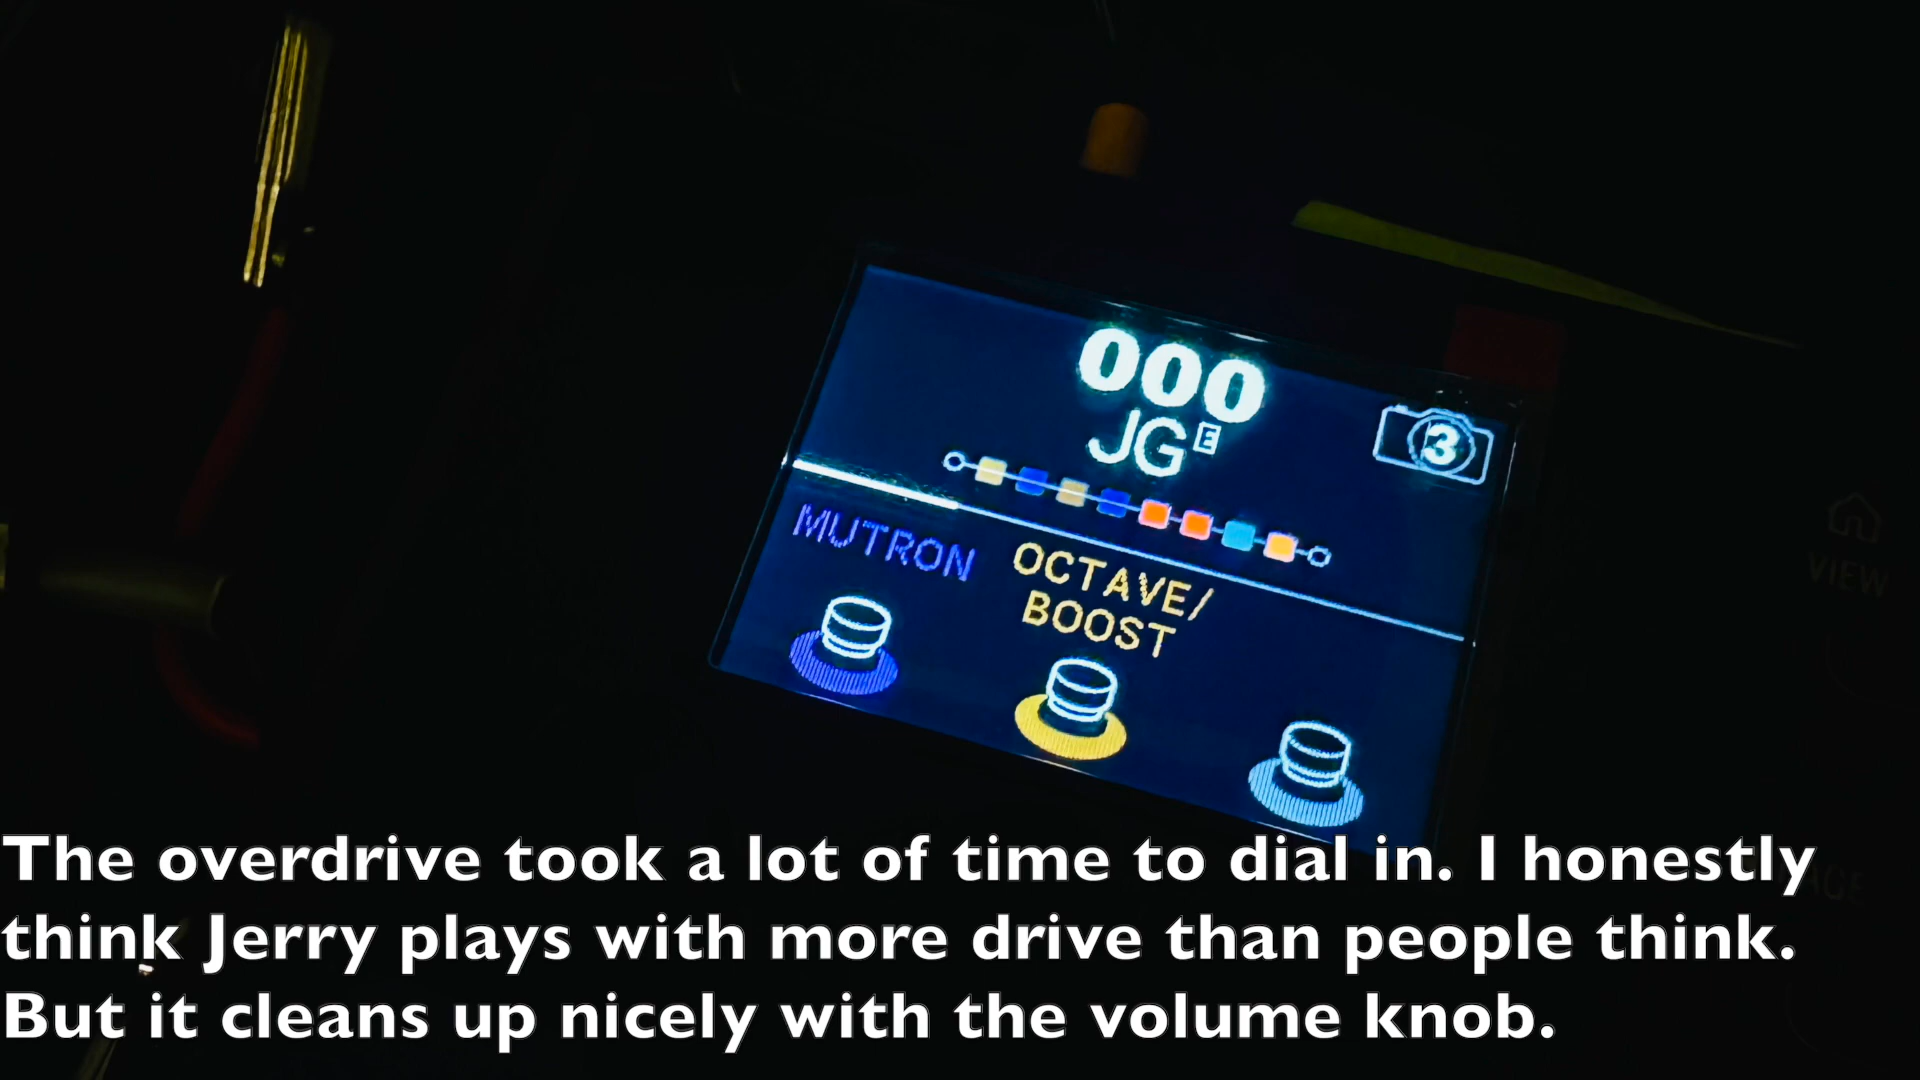 000
JG E
3
MUTRON
OCTAVE/
BOOST
VIEW
The overdrive took a lot of time to dial in. I honestly
think Jerry plays with more drive than people think.
But it cleans up nicely with the volume knob.